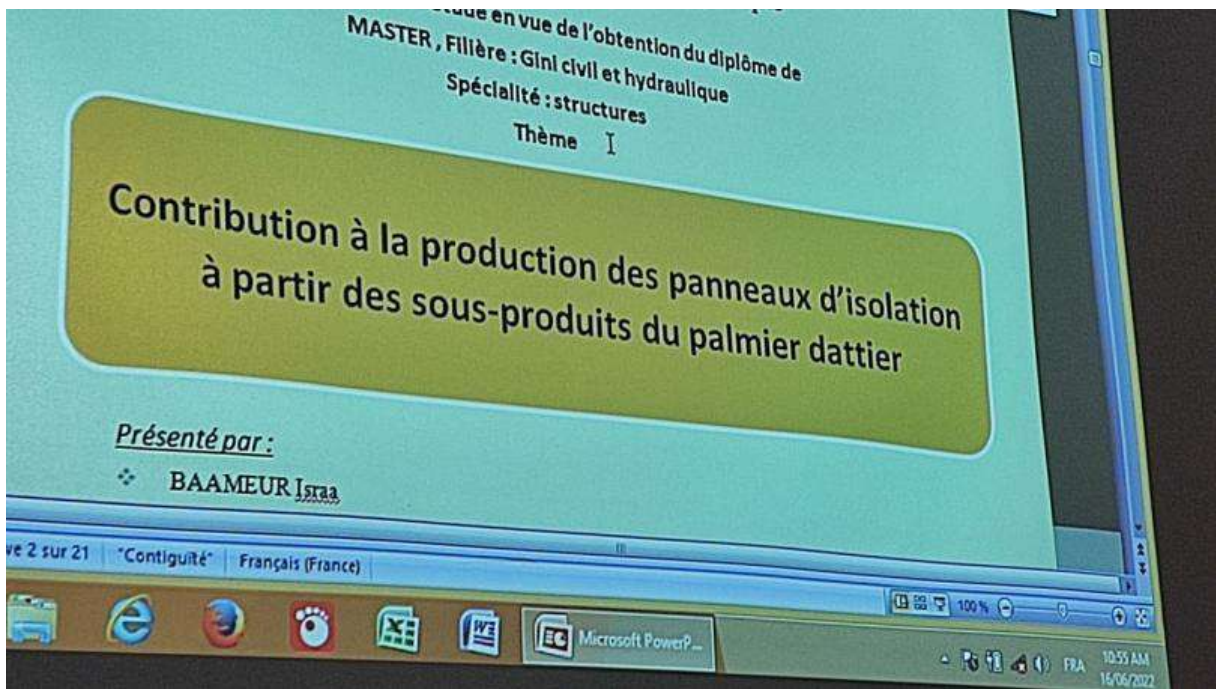 en vue de l'obtention du diplôme de
MASTER , Filière : Gini civil et hydraulique
Spécialité : structures
Thème
Contribution à la production des panneaux d'isolation
à partir des sous-produits du palmier dattier
Présenté par :
❖ BAAMEUR Israa
ve 2 sur 21 "Contiguïté" Français (France)
100 %
Microsoft PowerP...
FRA 10:55 AM
16/06/2022